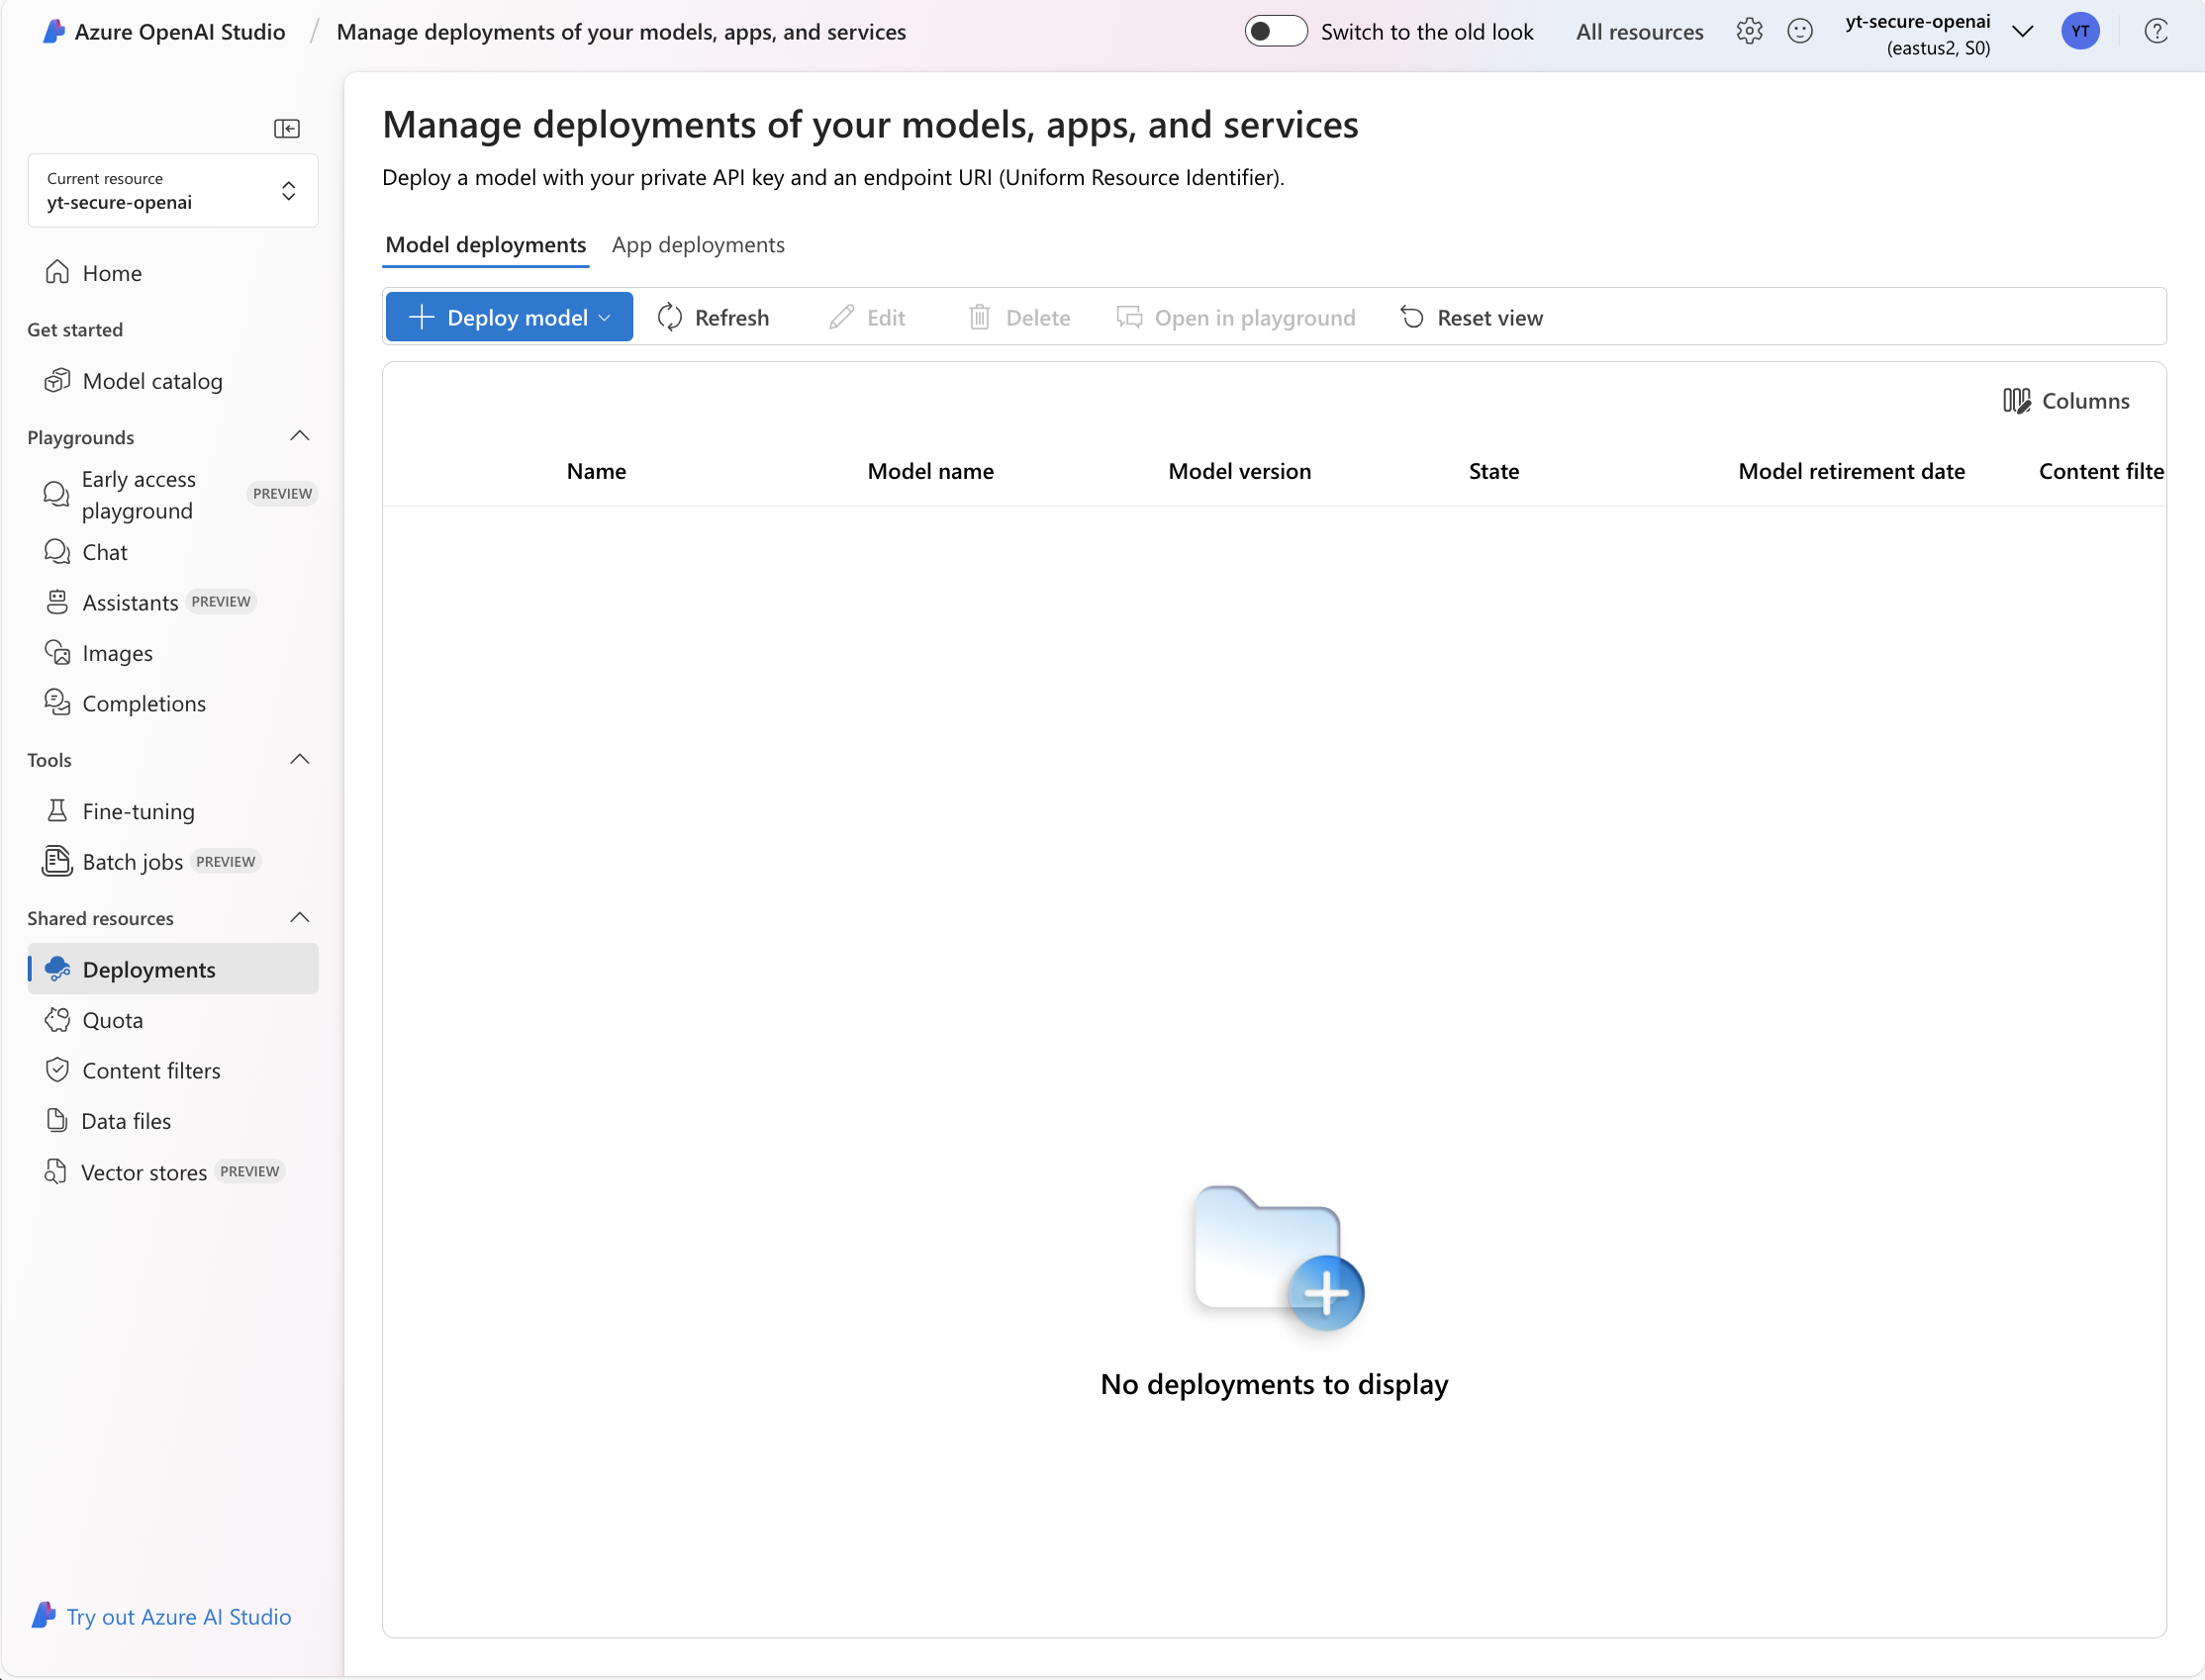 Azure OpenAI Studio / Manage deployments of your models, apps, and services
Switch to the old look
All resources
yt-secure-openai
(eastus2, S0)
YT
Current resource
yt-secure-openai
Home
Get started
Model catalog
Playgrounds
Early access
playground
PREVIEW
Chat
Assistants PREVIEW
Images
Completions
Tools
Fine-tuning
Batch jobs PREVIEW
Shared resources
Deployments
Quota
Content filters
Data files
Vector stores PREVIEW
Try out Azure AI Studio
Manage deployments of your models, apps, and services
Deploy a model with your private API key and an endpoint URI (Uniform Resource Identifier).
Model deployments App deployments
Deploy model Refresh Edit Delete Open in playground Reset view
Columns
Name Model name Model version State Model retirement date Content filte
No deployments to display